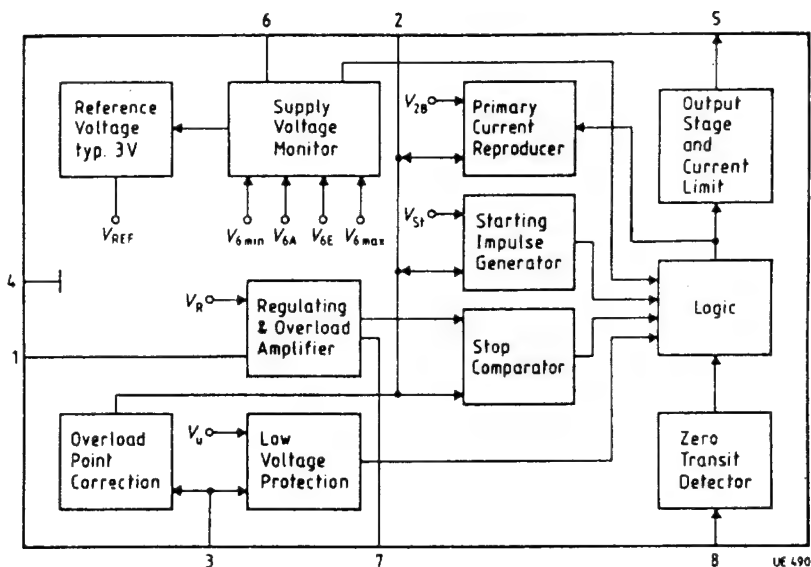 6
2
5
Reference
Voltage
typ. 3V
Supply
Voltage
Monitor
V2B
Primary
Current
Reproducer
Output
Stage
and
Current
Limit
VREF
V6min
V6A
V6E
V6max
VSt
Starting
Impulse
Generator
4
VR
Regulating
& Overload
Amplifier
Stop
Comparator
Logic
1
Overload
Point
Correction
Vu
Low
Voltage
Protection
Zero
Transit
Detector
3
7
8
UE 490